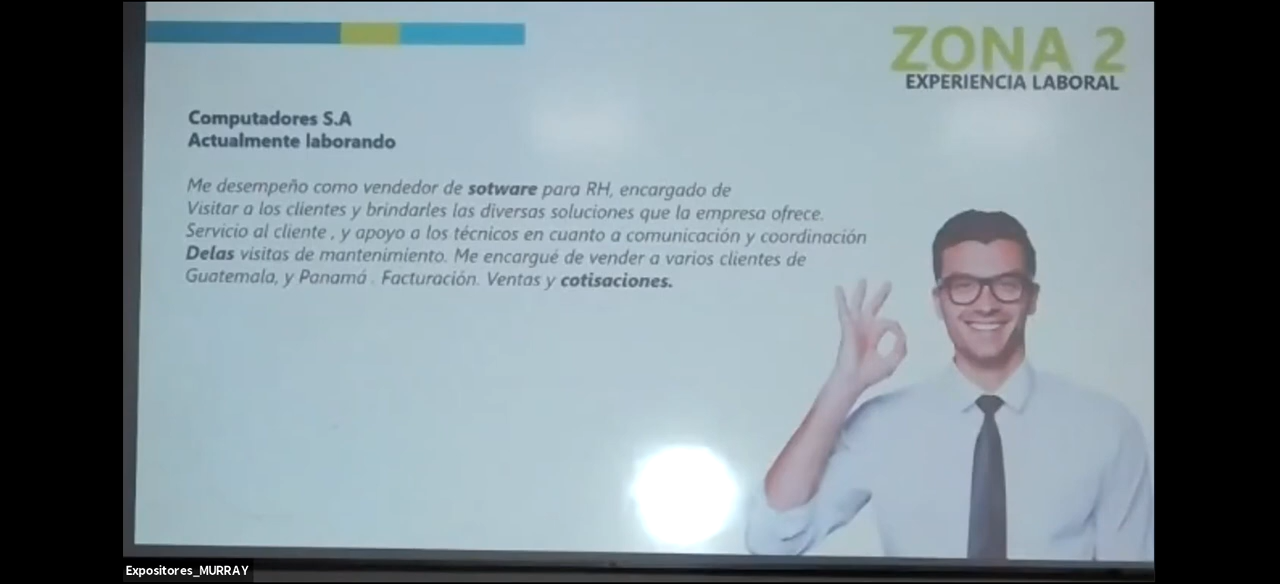 ZONA 2
EXPERIENCIA LABORAL
Computadores S.A
Actualmente laborando
Me desempeño como vendedor de sotware para RH, encargado de
Visitar a los clientes y brindarles las diversas soluciones que la empresa ofrece.
Servicio al cliente , y apoyo a los técnicos en cuanto a comunicación y coordinación
Delas visitas de mantenimiento. Me encargué de vender a varios clientes de
Guatemala, y Panamá . Facturación. Ventas y cotisaciones.
Expositores_MURRAY